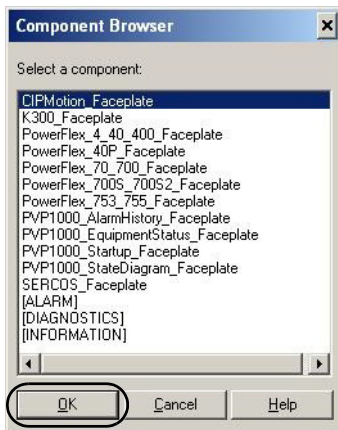 Component Browser
Select a component:
CIPMotion_Faceplate
K300_Faceplate
PowerFlex_4_40_400_Faceplate
PowerFlex_40P_Faceplate
PowerFlex_70_700_Faceplate
PowerFlex_700S_700S2_Faceplate
PowerFlex_753_755_Faceplate
PVP1000_AlarmHistory_Faceplate
PVP1000_EquipmentStatus_Faceplate
PVP1000_Startup_Faceplate
PVP1000_StateDiagram_Faceplate
SERCOS_Faceplate
[ALARM]
[DIAGNOSTICS]
[INFORMATION]
OK Cancel Help